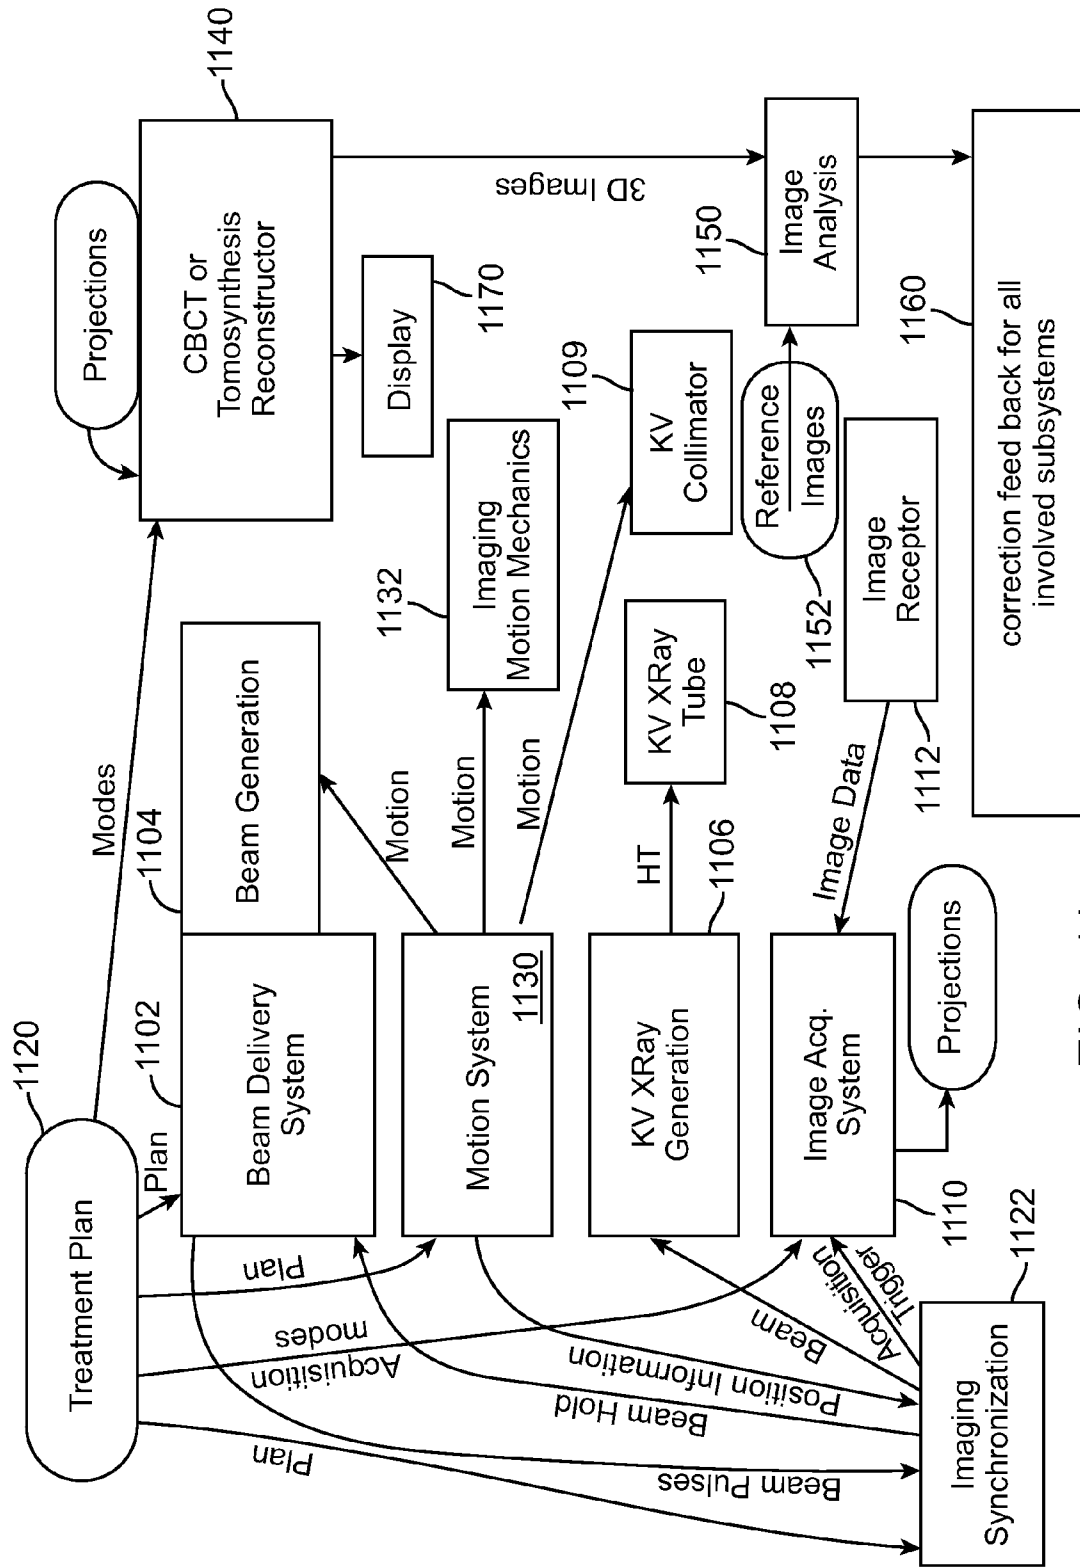 1120
Treatment Plan
Plan
Modes
Projections
1140
CBCT or
Tomosynthesis
Reconstructor
1102
Beam Delivery
System
1104
Beam Generation
Plan
Plan
Acquisition
modes
Motion
Motion
Motion
Motion System
1130
1132
Imaging
Motion Mechanics
Display
1170
3D Images
Beam Pulses
Beam Hold
Position Information
Beam
Acquisition
Trigger
KV XRay
Generation
1106
HT
KV XRay
Tube
1108
1109
KV
Collimator
1150
Image
Analysis
Reference
Images
1152
Image Acq.
System
1110
Image Data
Image
Receptor
1112
Projections
Imaging
Synchronization
1122
1160
correction feed back for all
involved subsystems